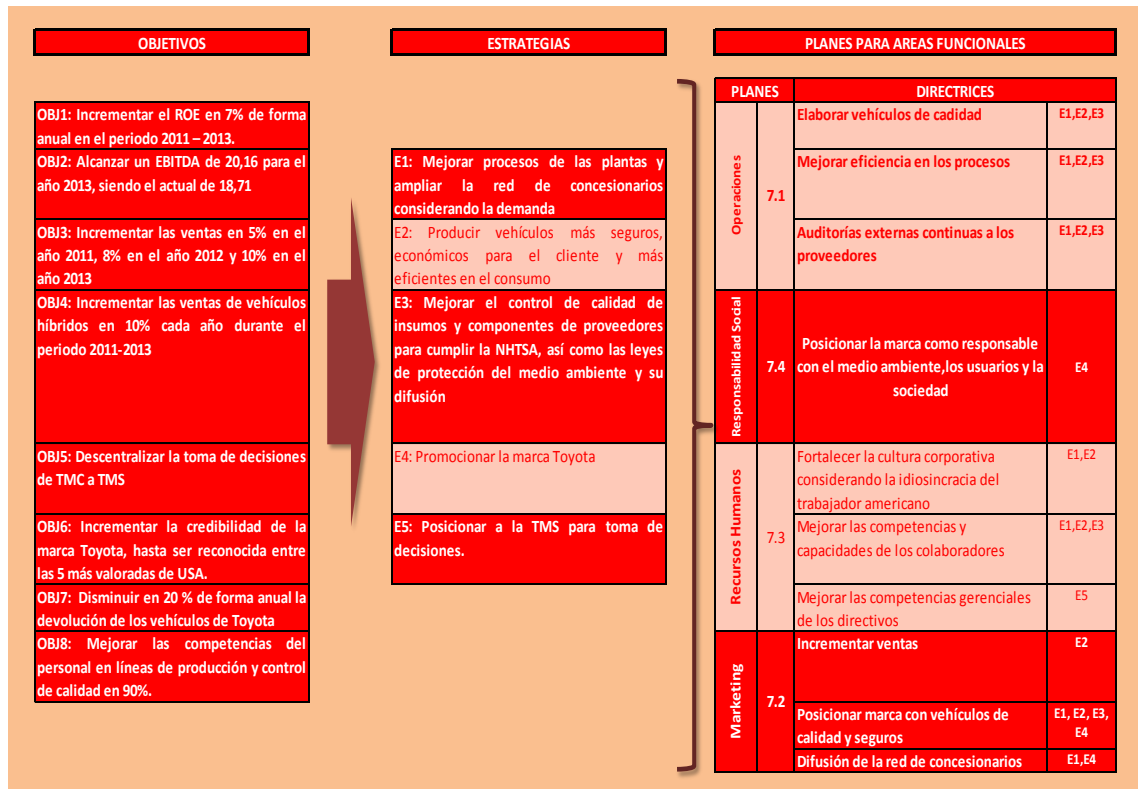 OBJETIVOS
OBJ1: Incrementar el ROE en 7% de forma
anual en el periodo 2011 – 2013.
OBJ2: Alcanzar un EBITDA de 20,16 para el
año 2013, siendo el actual de 18,71
OBJ3: Incrementar las ventas en 5% en el
año 2011, 8% en el año 2012 y 10% en el
año 2013
OBJ4: Incrementar las ventas de vehículos
híbridos en 10% cada año durante el
periodo 2011-2013
OBJ5: Descentralizar la toma de decisiones
de TMC a TMS
OBJ6: Incrementar la credibilidad de la
marca Toyota, hasta ser reconocida entre
las 5 más valoradas de USA.
OBJ7: Disminuir en 20 % de forma anual la
devolución de los vehículos de Toyota
OBJ8: Mejorar las competencias del
personal en líneas de producción y control
de calidad en 90%.
ESTRATEGIAS
E1: Mejorar procesos de las plantas y
ampliar la red de concesionarios
considerando la demanda
E2: Producir vehículos más seguros,
económicos para el cliente y más
eficientes en el consumo
E3: Mejorar el control de calidad de
insumos y componentes de proveedores
para cumplir la NHTSA, así como las leyes
de protección del medio ambiente y su
difusión
E4: Promocionar la marca Toyota
E5: Posicionar a la TMS para toma de
decisiones.
PLANES PARA AREAS FUNCIONALES
PLANES DIRECTRICES
Operaciones
7.1
Elaborar vehículos de cadidad E1,E2,E3
Mejorar eficiencia en los procesos E1,E2,E3
Auditorías externas continuas a los E1,E2,E3
proveedores
Responsabilidad Social
7.4
Posicionar la marca como responsable
con el medio ambiente,los usuarios y la E4
sociedad
Recursos Humanos
7.3
Fortalecer la cultura corporativa E1,E2
considerando la idiosincracia del
trabajador americano
Mejorar las competencias y E1,E2,E3
capacidades de los colaboradores
Mejorar las competencias gerenciales E5
de los directivos
Marketing
7.2
Incrementar ventas E2
Posicionar marca con vehículos de E1, E2, E3,
calidad y seguros E4
Difusión de la red de concesionarios E1,E4